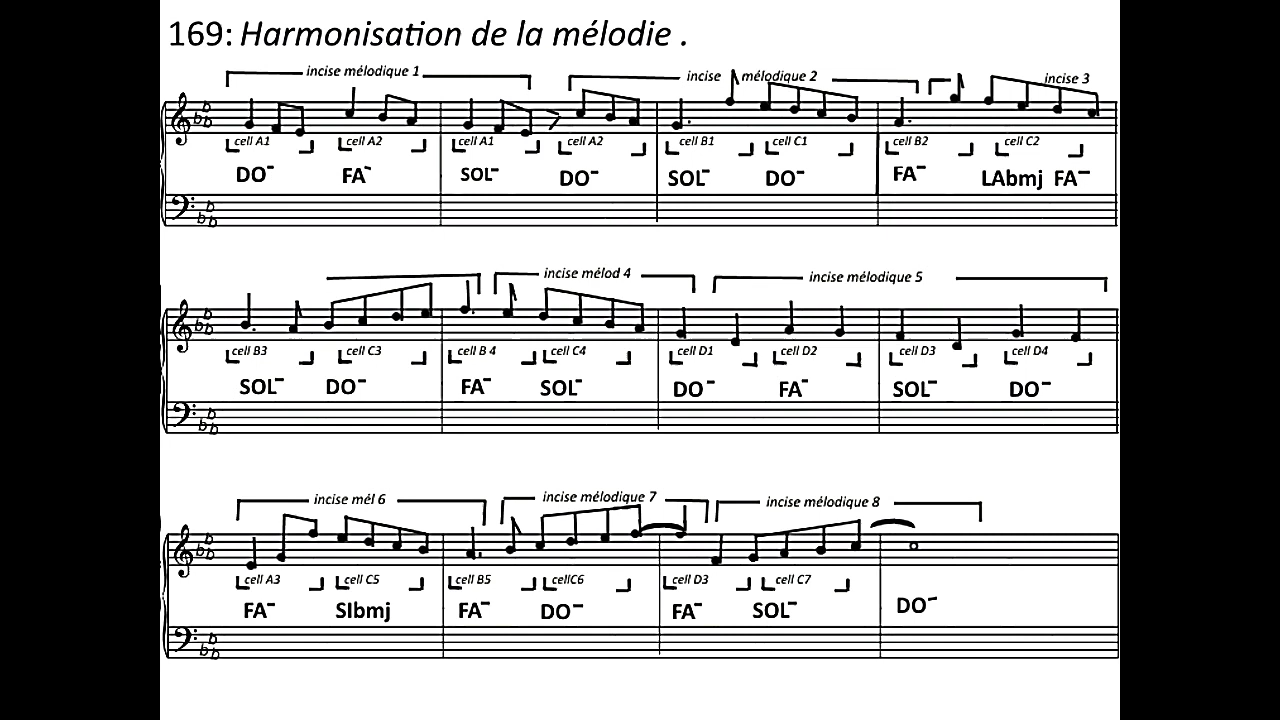 169: Harmonisation de la mélodie .
incise mélodique 1 incise mélodique 2 incise 3
cell A1 cell A2 cell A1 cell A2 cell B1 cell C1 cell B2 cell C2
DO- FA- SOL- DO- SOL- DO- FA- LAbmj FA-
incise mélod 4 incise mélodique 5
cell B3 cell C3 cell B 4 cell C4 cell D1 cell D2 cell D3 cell D4
SOL- DO- FA- SOL- DO- FA- SOL- DO-
incise mél 6 incise mélodique 7 incise mélodique 8
cell A3 cell C5 cell B5 cellC6 cell D3 cell C7
FA- SIbmj FA- DO- FA- SOL- DO-